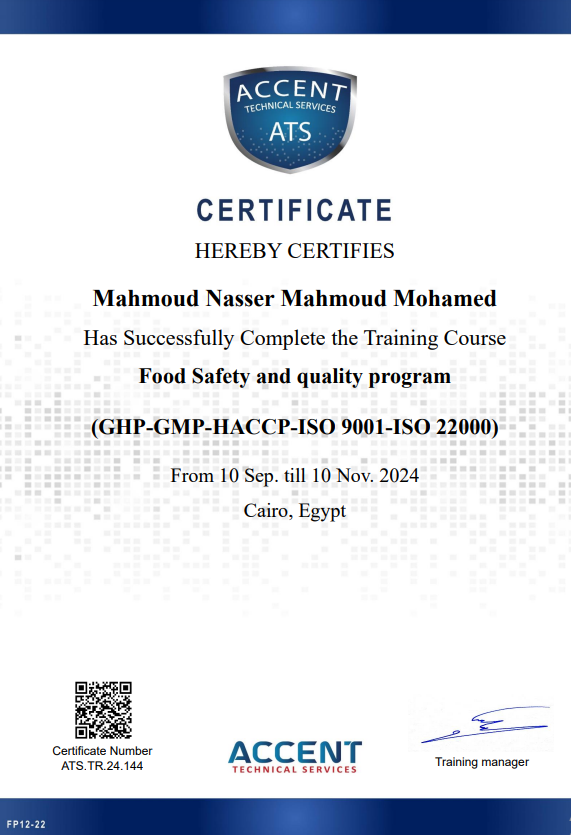 ACCENT
TECHNICAL SERVICES
ATS
CERTIFICATE
HEREBY CERTIFIES
Mahmoud Nasser Mahmoud Mohamed
Has Successfully Complete the Training Course
Food Safety and quality program
(GHP-GMP-HACCP-ISO 9001-ISO 22000)
From 10 Sep. till 10 Nov. 2024
Cairo, Egypt
Certificate Number
ATS.TR.24.144
ACCENT
TECHNICAL SERVICES
Training manager
FP12-22